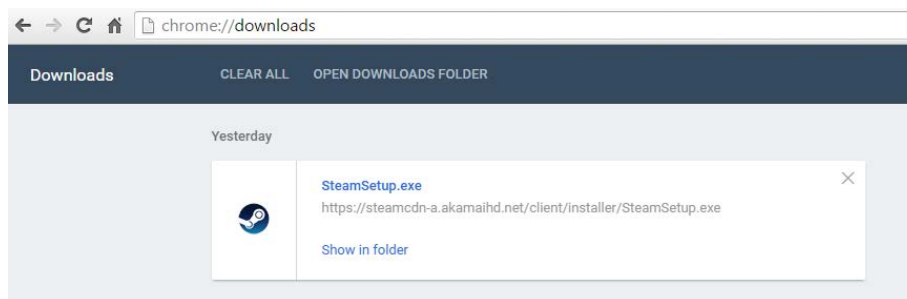 chrome://downloads
Downloads CLEAR ALL OPEN DOWNLOADS FOLDER
Yesterday
SteamSetup.exe
https://steamcdn-a.akamaihd.net/client/installer/SteamSetup.exe
Show in folder